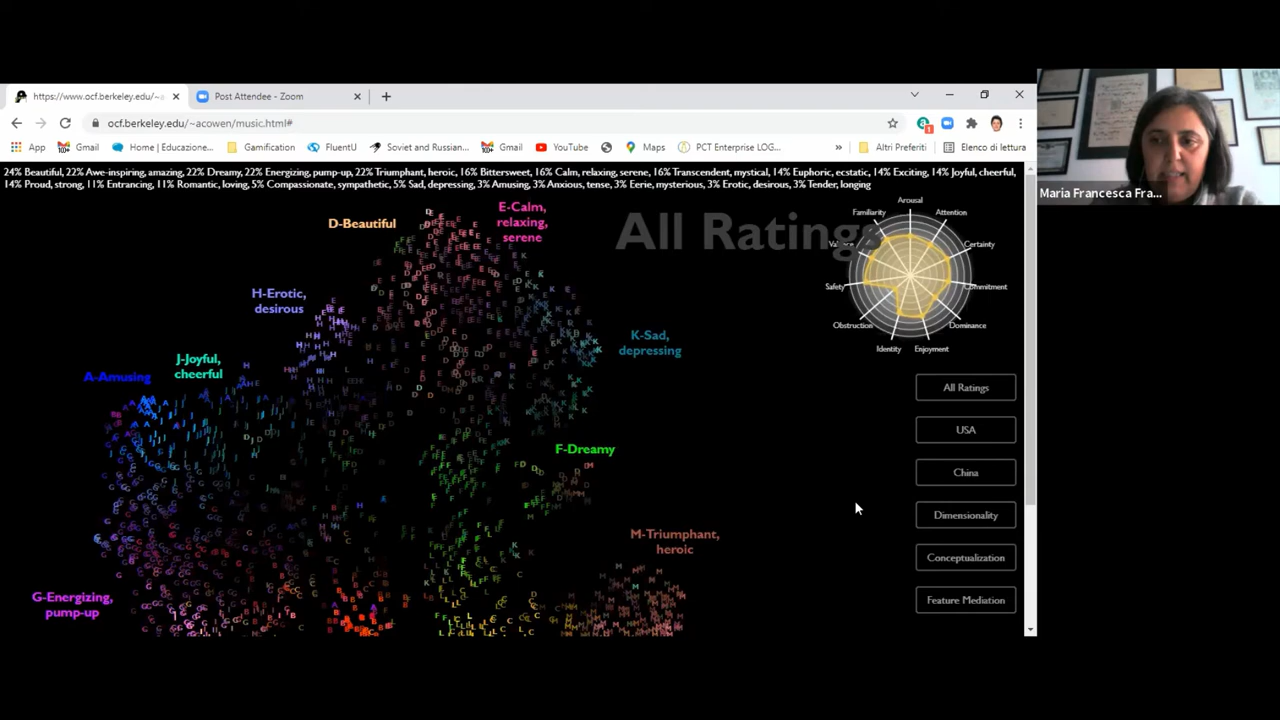 https://www.ocf.berkeley.edu/~a
Post Attendee - Zoom
ocf.berkeley.edu/~acowen/music.html#
App
Gmail
Home | Educazione...
Gamification
FluentU
Soviet and Russian...
Gmail
YouTube
Maps
PCT Enterprise LOG...
»
Altri Preferiti
Elenco di lettura
24% Beautiful, 22% Awe-inspiring, amazing, 22% Dreamy, 22% Energizing, pump-up, 22% Triumphant, heroic, 16% Bittersweet, 16% Calm, relaxing, serene, 16% Transcendent, mystical, 14% Euphoric, ecstatic, 14% Exciting, 14% Joyful, cheerful,
14% Proud, strong, 11% Entrancing, 11% Romantic, loving, 5% Compassionate, sympathetic, 5% Sad, depressing, 3% Amusing, 3% Anxious, tense, 3% Eerie, mysterious, 3% Erotic, desirous, 3% Tender, longing
Maria Francesca Fra...
All Ratings
D-Beautiful
E-Calm,
relaxing,
serene
H-Erotic,
desirous
J-Joyful,
cheerful
A-Amusing
K-Sad,
depressing
F-Dreamy
M-Triumphant,
heroic
G-Energizing,
pump-up
Arousal
Attention
Certainty
Commitment
Dominance
Enjoyment
Identity
Obstruction
Safety
Valence
Familiarity
All Ratings
USA
China
Dimensionality
Conceptualization
Feature Mediation